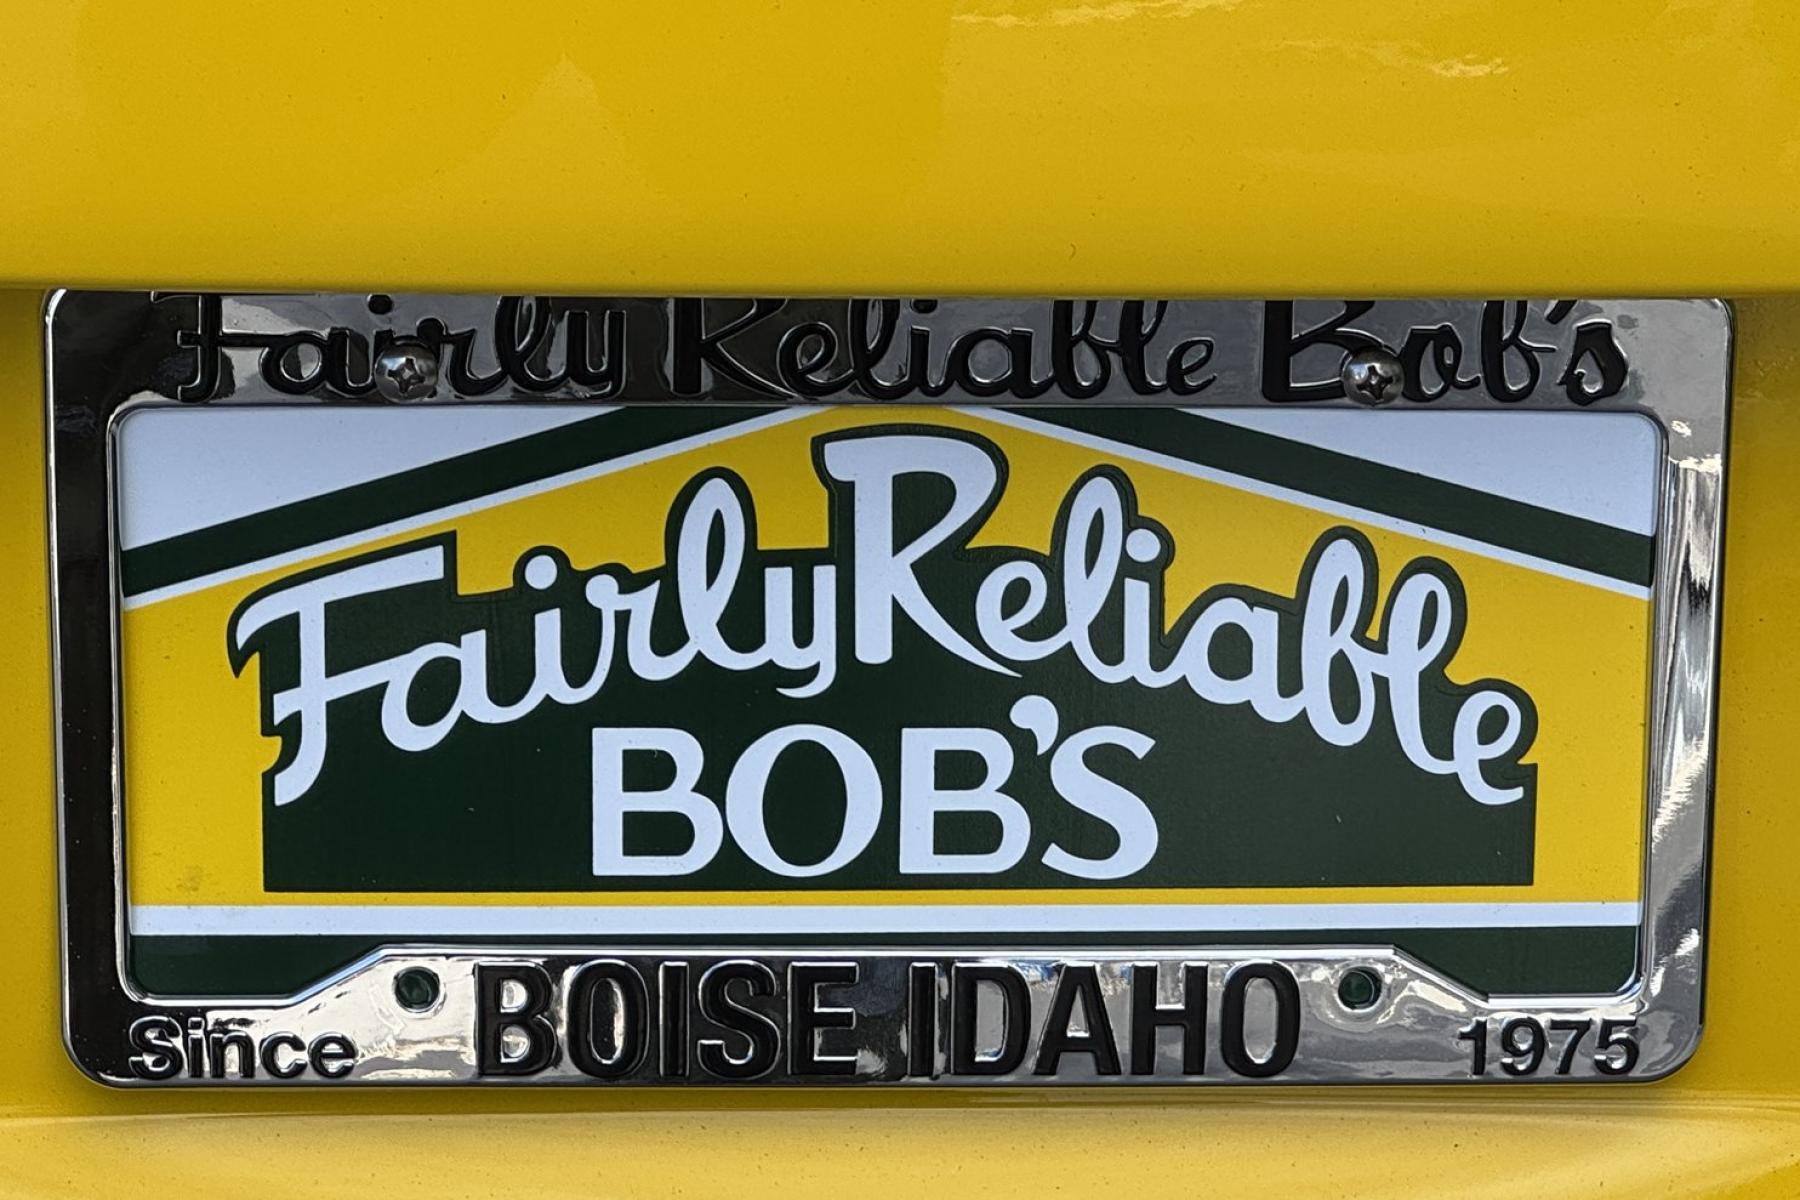 Fairly Reliable Bob's
Fairly Reliable
BOB'S
BOISE IDAHO
Since 1975